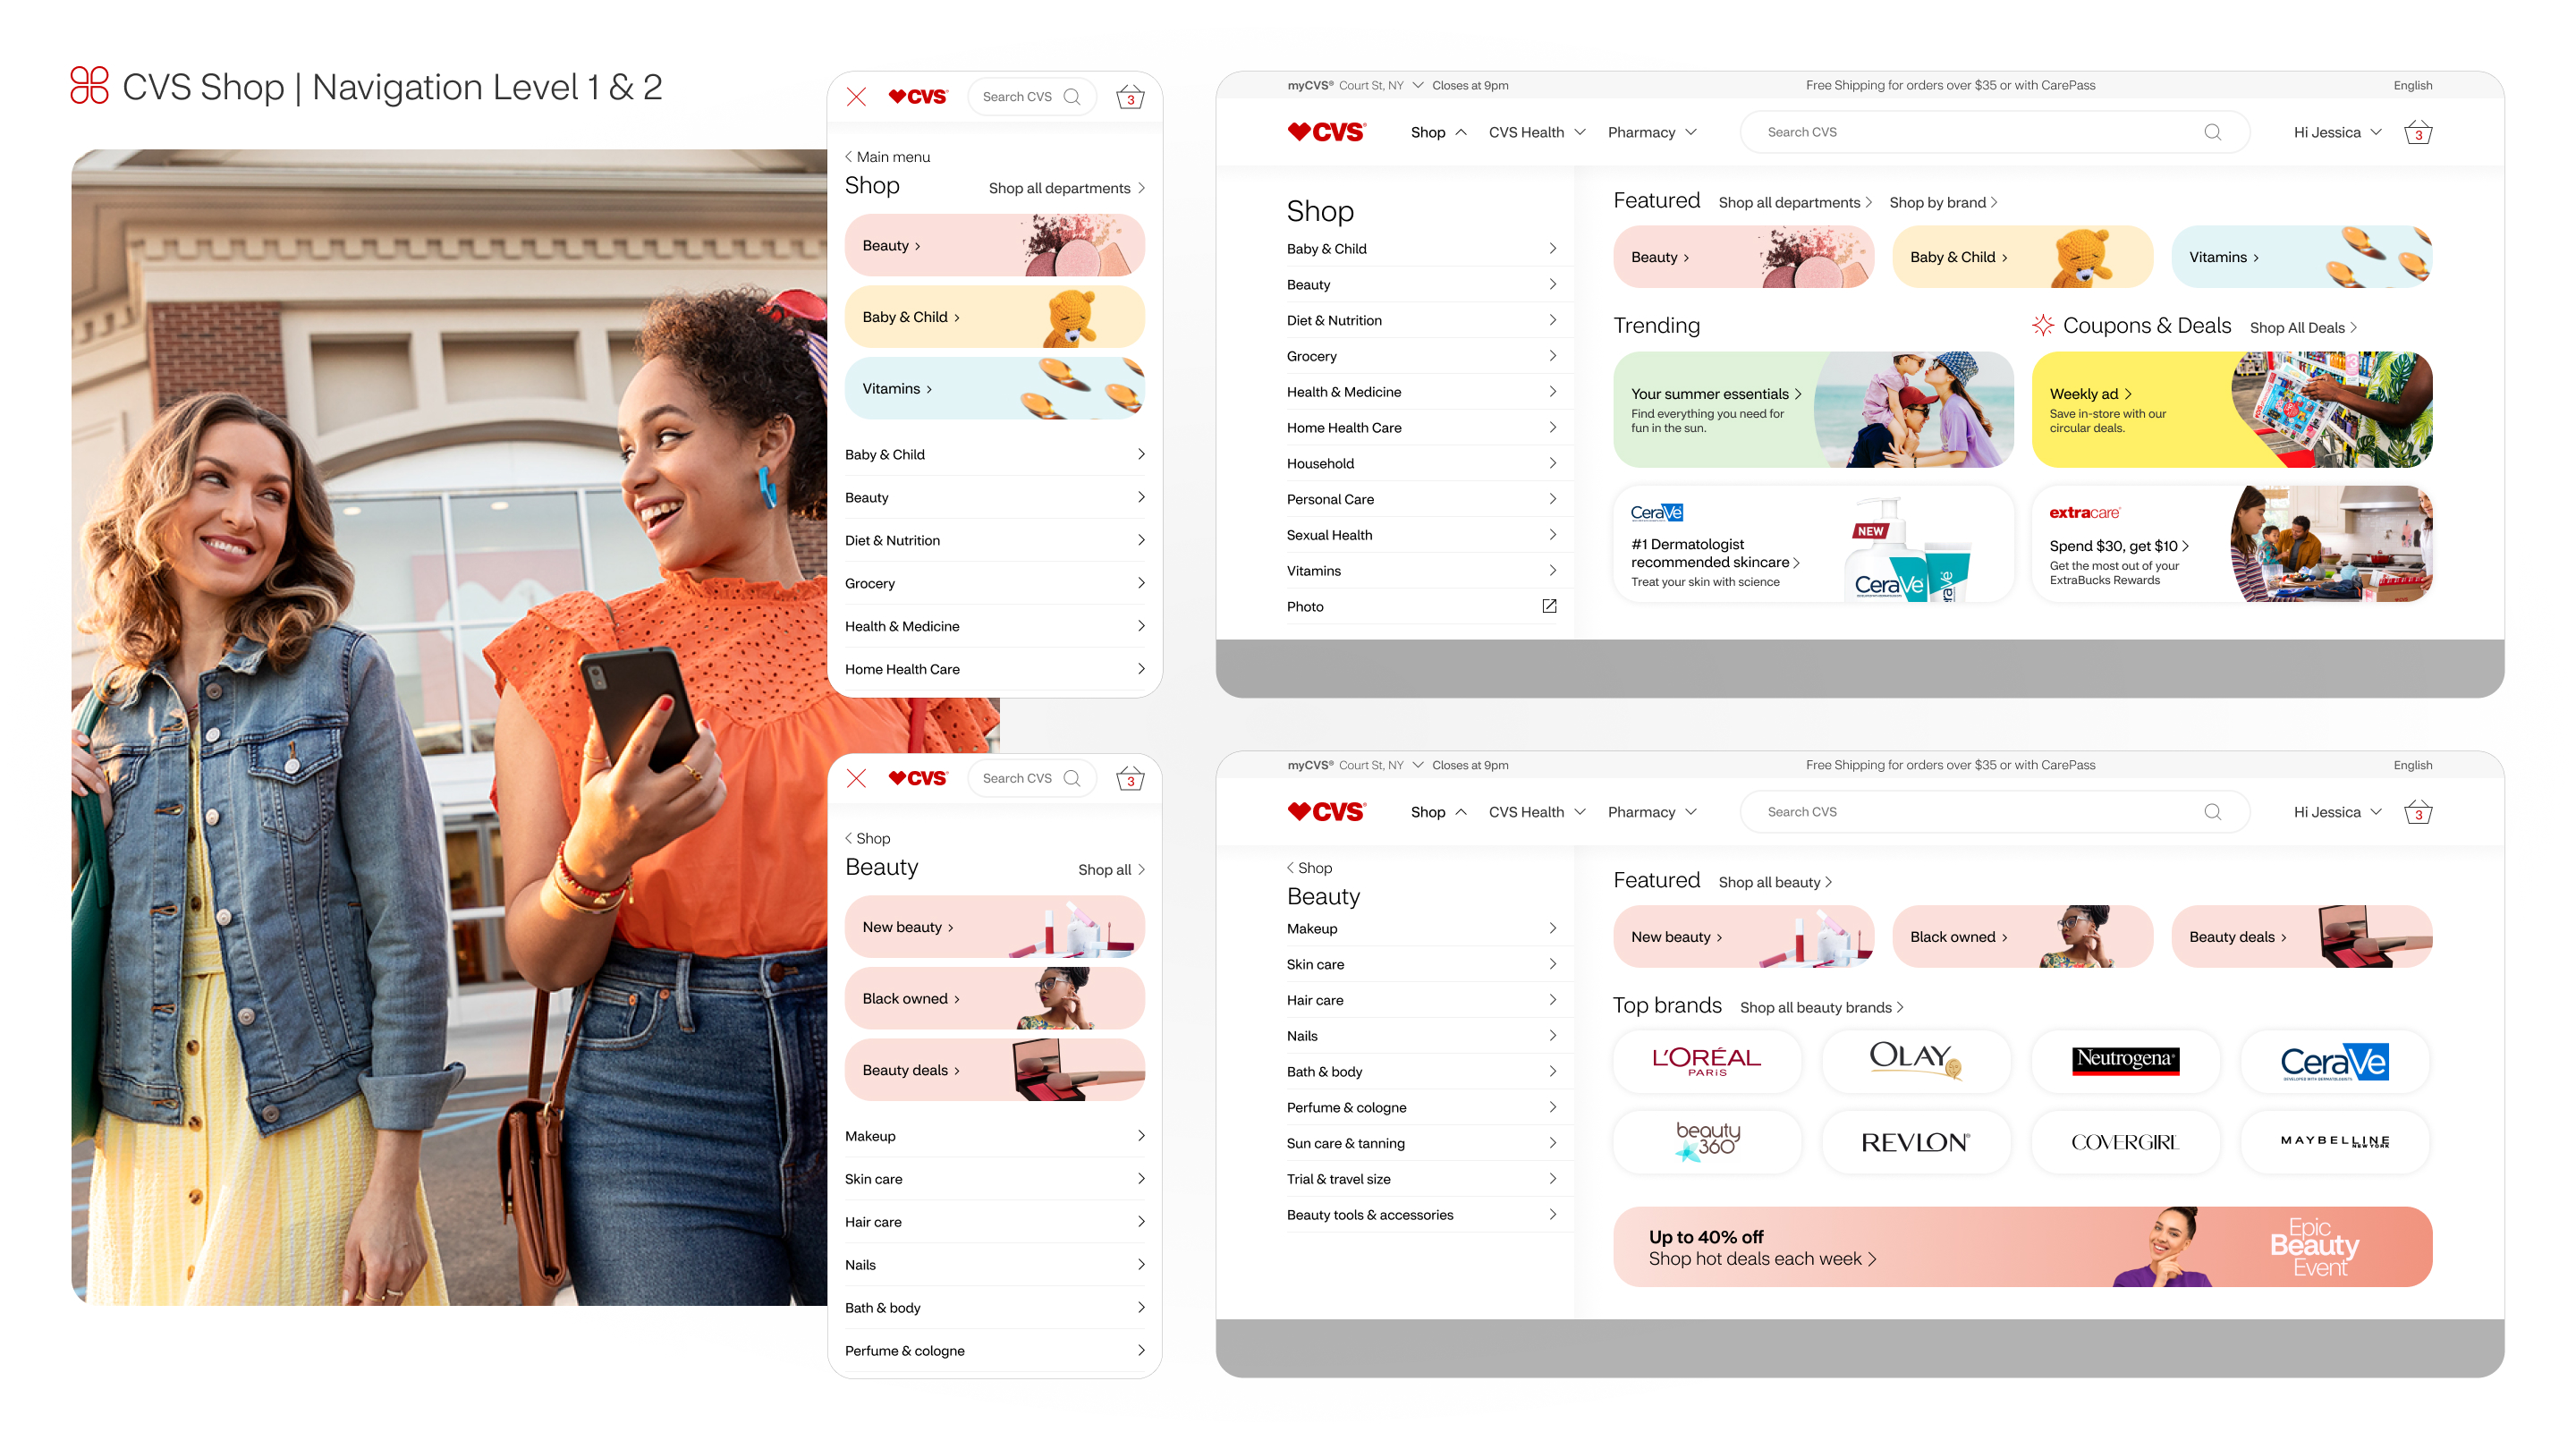 CVS Shop | Navigation Level 1 & 2
CVS
Search CVS
3
Main menu
Shop
Shop all departments
Beauty
Baby & Child
Vitamins
Baby & Child
Beauty
Diet & Nutrition
Grocery
Health & Medicine
Home Health Care
myCVS® Court St, NY
Closes at 9pm
Free Shipping for orders over $35 or with CarePass
English
CVS
Shop
CVS Health
Pharmacy
Search CVS
Hi Jessica
3
Shop
Baby & Child
Beauty
Diet & Nutrition
Grocery
Health & Medicine
Home Health Care
Household
Personal Care
Sexual Health
Vitamins
Photo
Featured
Shop all departments
Shop by brand
Beauty
Baby & Child
Vitamins
Trending
Your summer essentials
Find everything you need for
fun in the sun.
CeraVe
#1 Dermatologist
recommended skincare
Treat your skin with science
NEW
CeraVe
Coupons & Deals
Shop All Deals
Weekly ad
Save in-store with our
circular deals.
extracare®
Spend $30, get $10
Get the most out of your
ExtraBucks Rewards
CVS
Search CVS
3
Shop
Beauty
Shop all
New beauty
Black owned
Beauty deals
Makeup
Skin care
Hair care
Nails
Bath & body
Perfume & cologne
myCVS® Court St, NY
Closes at 9pm
Free Shipping for orders over $35 or with CarePass
English
CVS
Shop
CVS Health
Pharmacy
Search CVS
Hi Jessica
3
Shop
Beauty
Makeup
Skin care
Hair care
Nails
Bath & body
Perfume & cologne
Sun care & tanning
Trial & travel size
Beauty tools & accessories
Featured
Shop all beauty
New beauty
Black owned
Beauty deals
Top brands
Shop all beauty brands
L'ORÉAL
PARIS
OLAY
Neutrogena®
CeraVe
DEVELOPED WITH DERMATOLOGISTS
beauty
360
REVLON®
COVERGIRL
MAYBELLINE
NEW YORK
Up to 40% off
Shop hot deals each week
Epic
Beauty
Event